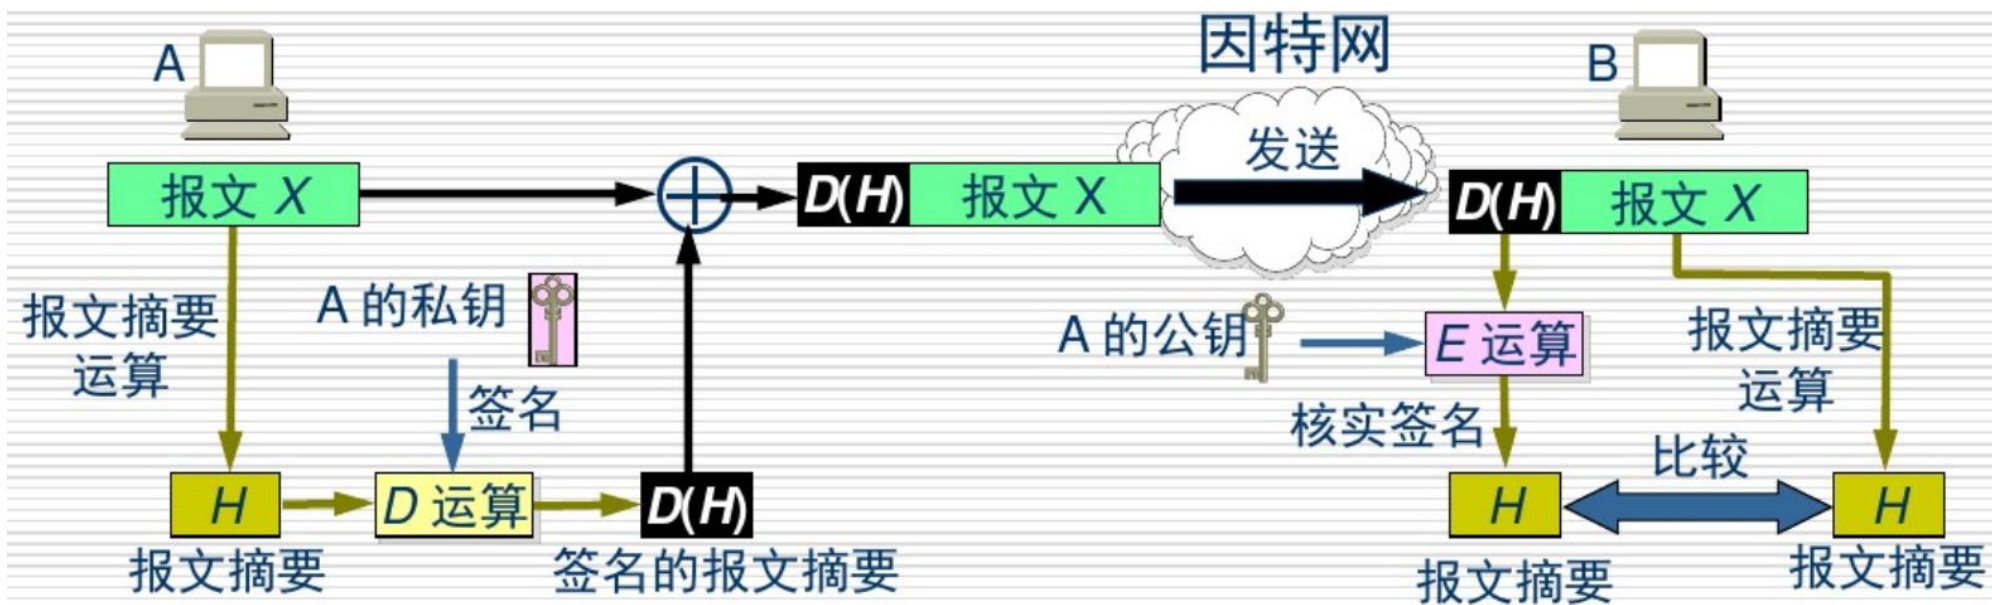 因特网
A
B
发送
报文 X
D(H) 报文 X
D(H) 报文 X
报文摘要
运算
A 的私钥
签名
A 的公钥
E 运算
报文摘要
运算
核实签名
比较
H
D 运算
D(H)
H
H
报文摘要
签名的报文摘要
报文摘要
报文摘要